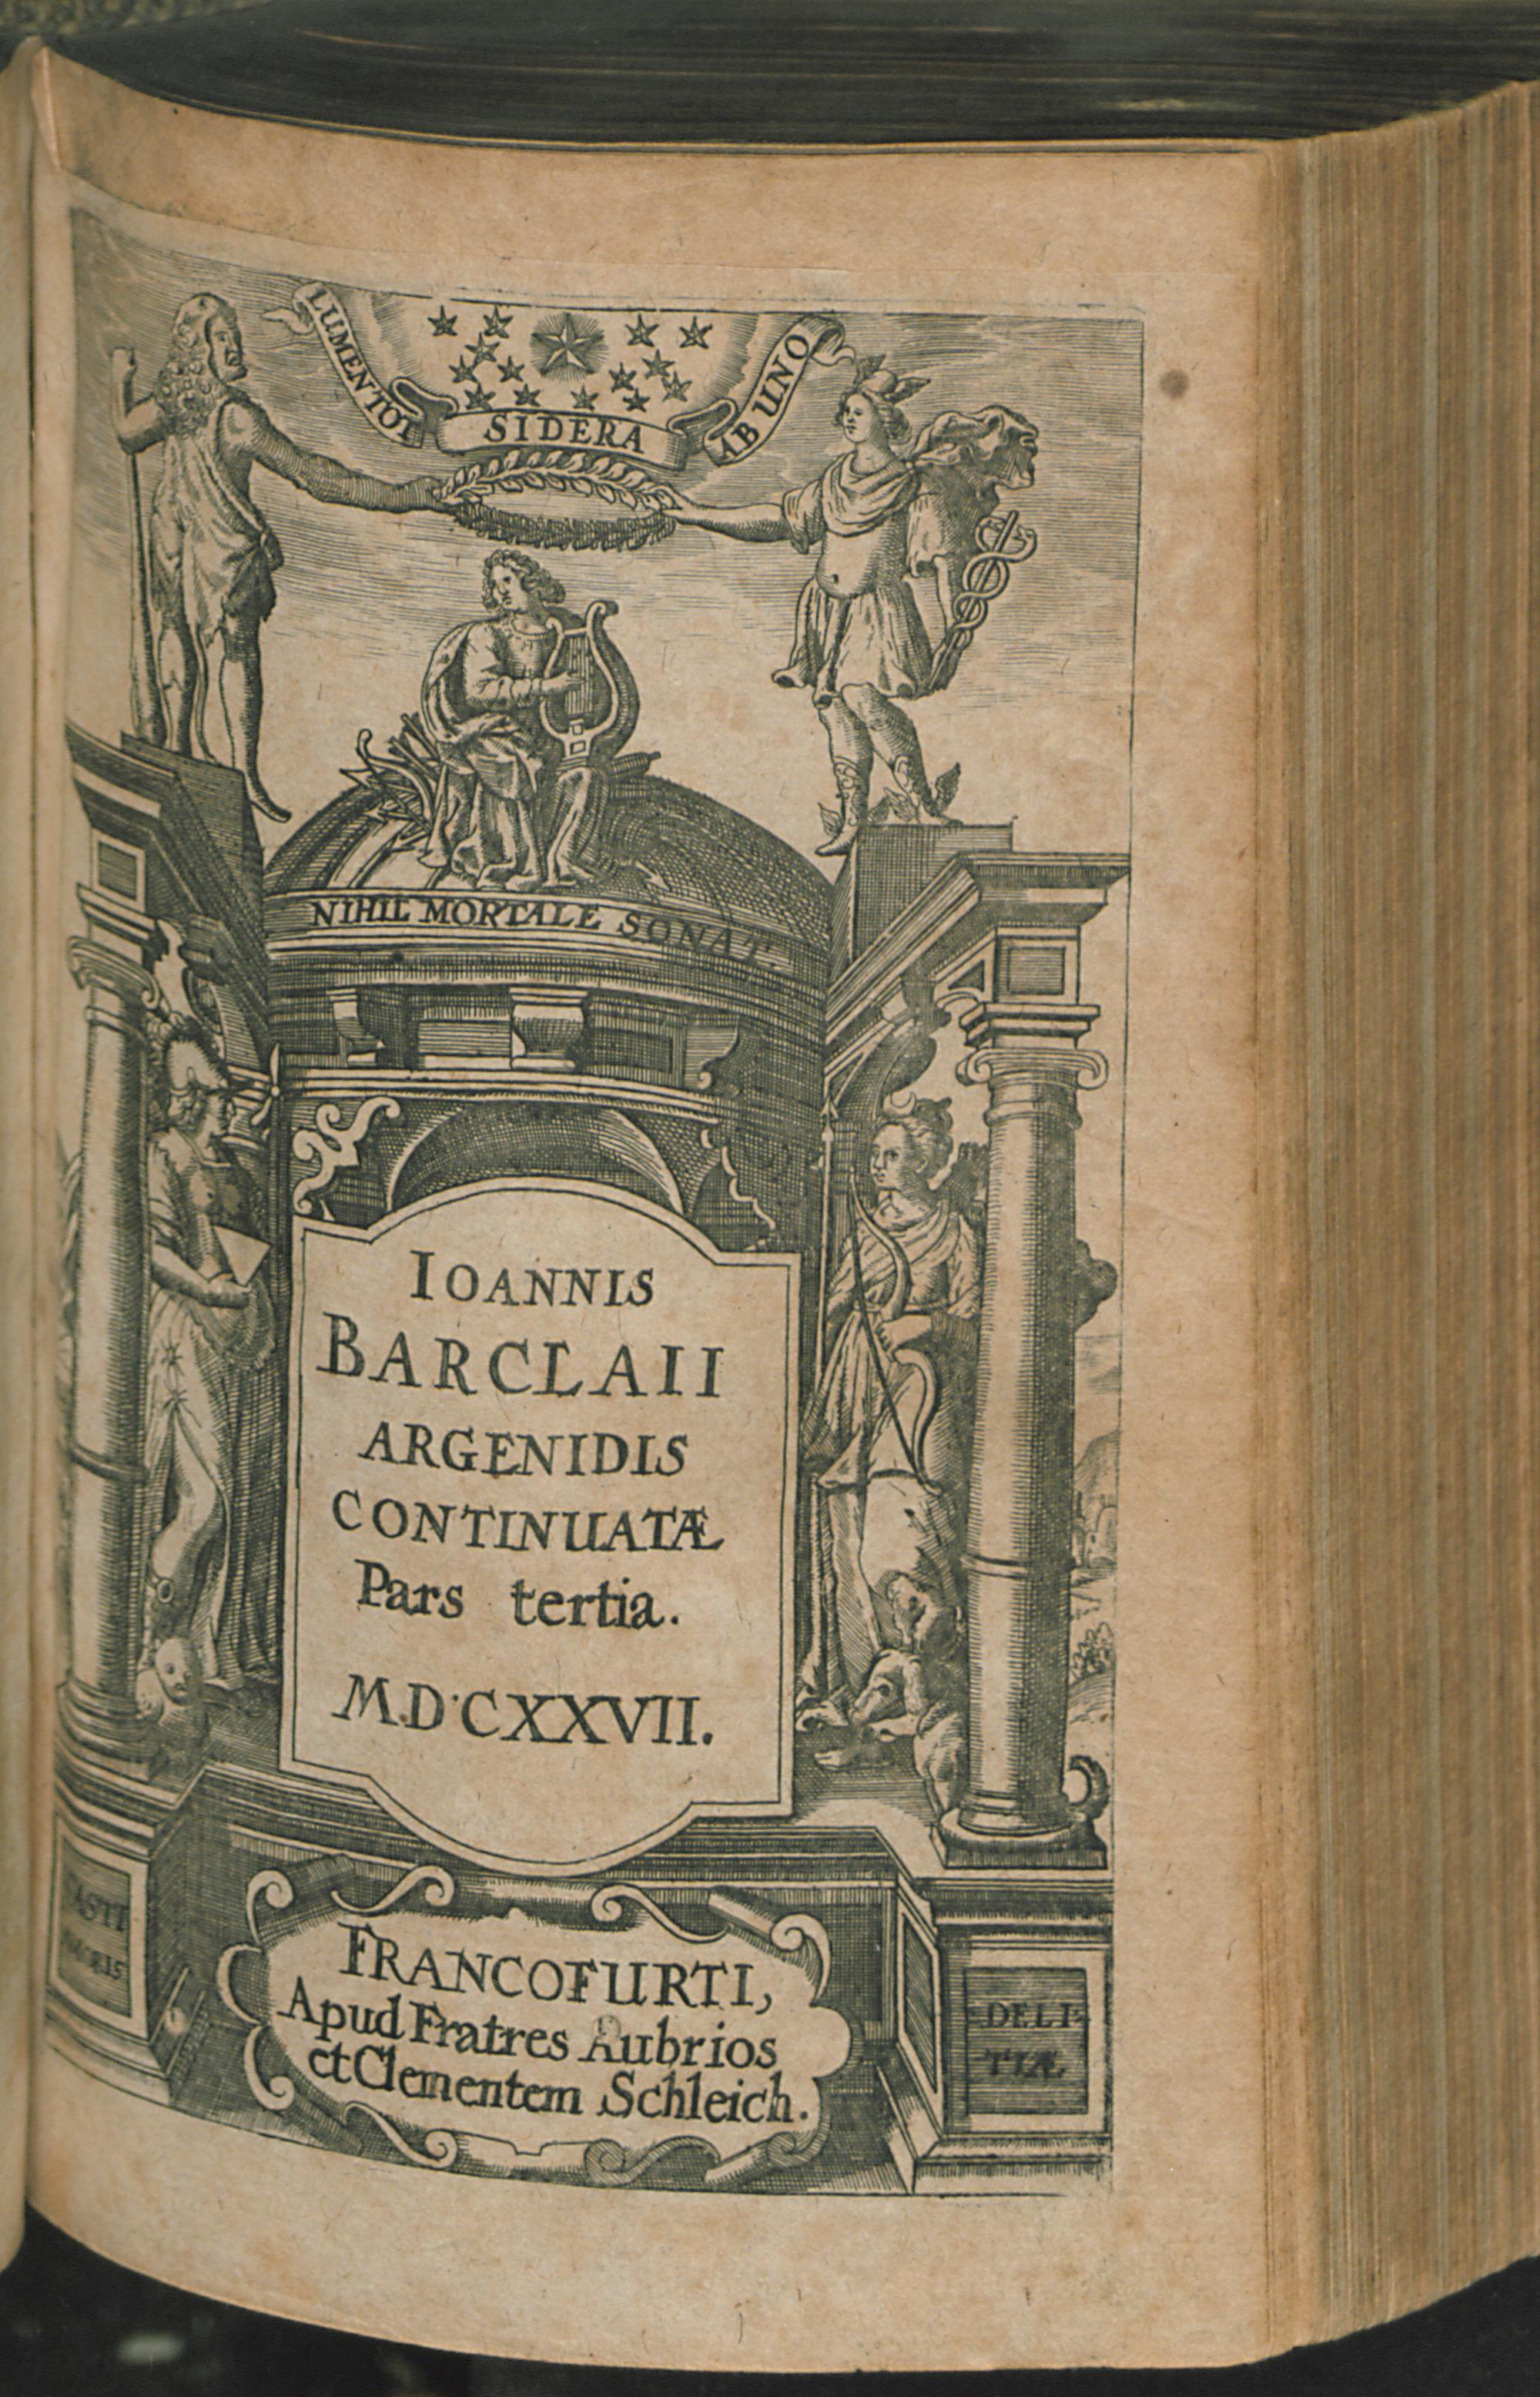 LUMEN TOT
SIDERA
AB UNO
NIHIL MORTALE SONAT.
IOANNIS
BARCLAII
ARGENIDIS
CONTINUATÆ
Pars tertia.
M.D.CXXVII.
FRANCOFURTI,
Apud Fratres Aubrios
et Clementem Schleich.
DELI-
TIÆ